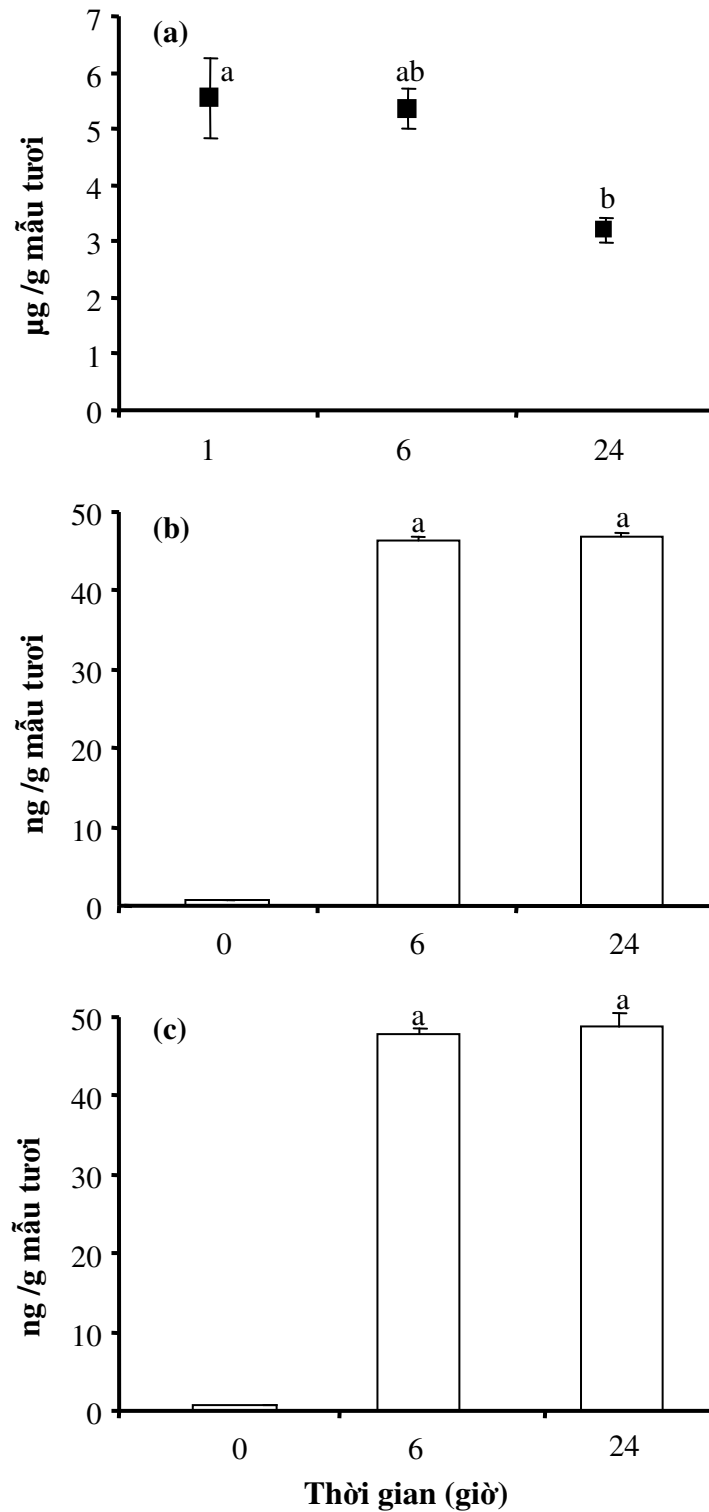 (a)
7
6
5
4
3
2
1
0
a
ab
b
µg /g mẫu tươi
1 6 24
(b)
50
40
30
20
10
0
a a
ng /g mẫu tươi
0 6 24
(c)
50
40
30
20
10
0
a a
ng /g mẫu tươi
0 6 24
Thời gian (giờ)